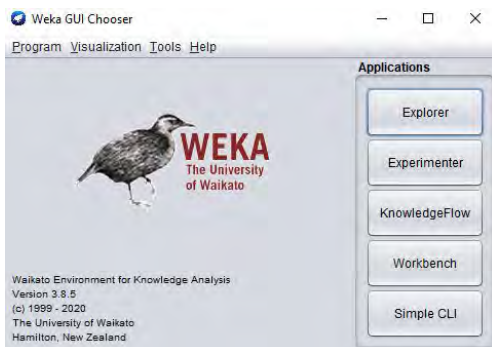 Weka GUI Chooser
Program Visualization Tools Help
Applications
Explorer
Experimenter
KnowledgeFlow
Workbench
Simple CLI
WEKA
The University
of Waikato
Waikato Environment for Knowledge Analysis
Version 3.8.5
(c) 1999 - 2020
The University of Waikato
Hamilton, New Zealand